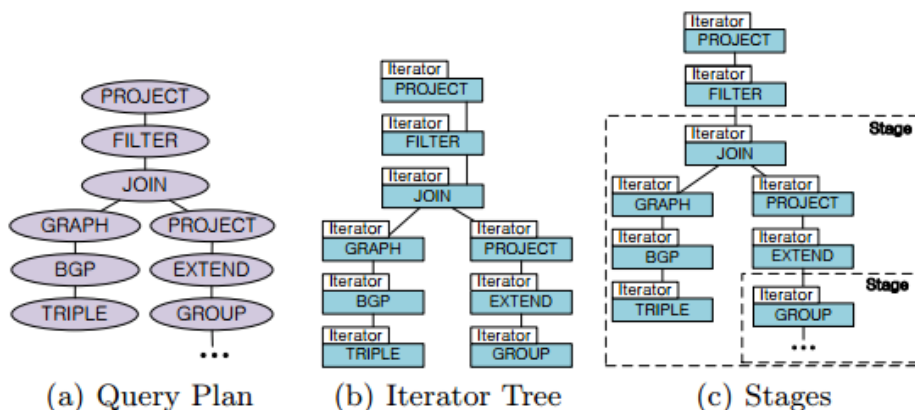 PROJECT
FILTER
JOIN
GRAPH PROJECT
BGP EXTEND
TRIPLE GROUP
•••
(a) Query Plan
Iterator
PROJECT
Iterator
FILTER
Iterator
JOIN
Iterator Iterator
GRAPH PROJECT
Iterator Iterator
BGP EXTEND
Iterator Iterator
TRIPLE GROUP
(b) Iterator Tree
Iterator
PROJECT
Iterator
FILTER
Stage
Iterator
JOIN
Iterator Iterator
GRAPH PROJECT
Iterator Iterator
BGP EXTEND
Stage
Iterator Iterator
TRIPLE GROUP
•••
(c) Stages